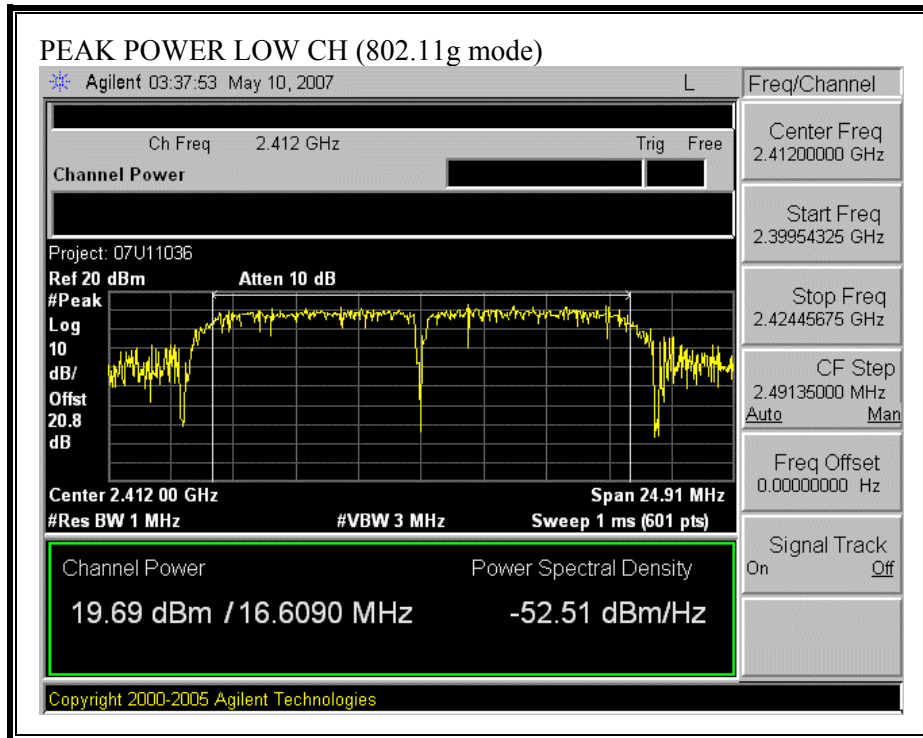 PEAK POWER LOW CH (802.11g mode)
Agilent 03:37:53 May 10, 2007 L
Freq/Channel
Ch Freq 2.412 GHz Trig Free
Channel Power
Center Freq
2.41200000 GHz
Start Freq
2.39954325 GHz
Stop Freq
2.42445675 GHz
CF Step
2.49135000 MHz
Auto Man
Freq Offset
0.00000000 Hz
Signal Track
On Off
Project: 07U11036
Ref 20 dBm Atten 10 dB
#Peak
Log
10
dB/
Offst
20.8
dB
Center 2.412 00 GHz Span 24.91 MHz
#Res BW 1 MHz #VBW 3 MHz Sweep 1 ms (601 pts)
Channel Power Power Spectral Density
19.69 dBm / 16.6090 MHz -52.51 dBm/Hz
Copyright 2000-2005 Agilent Technologies